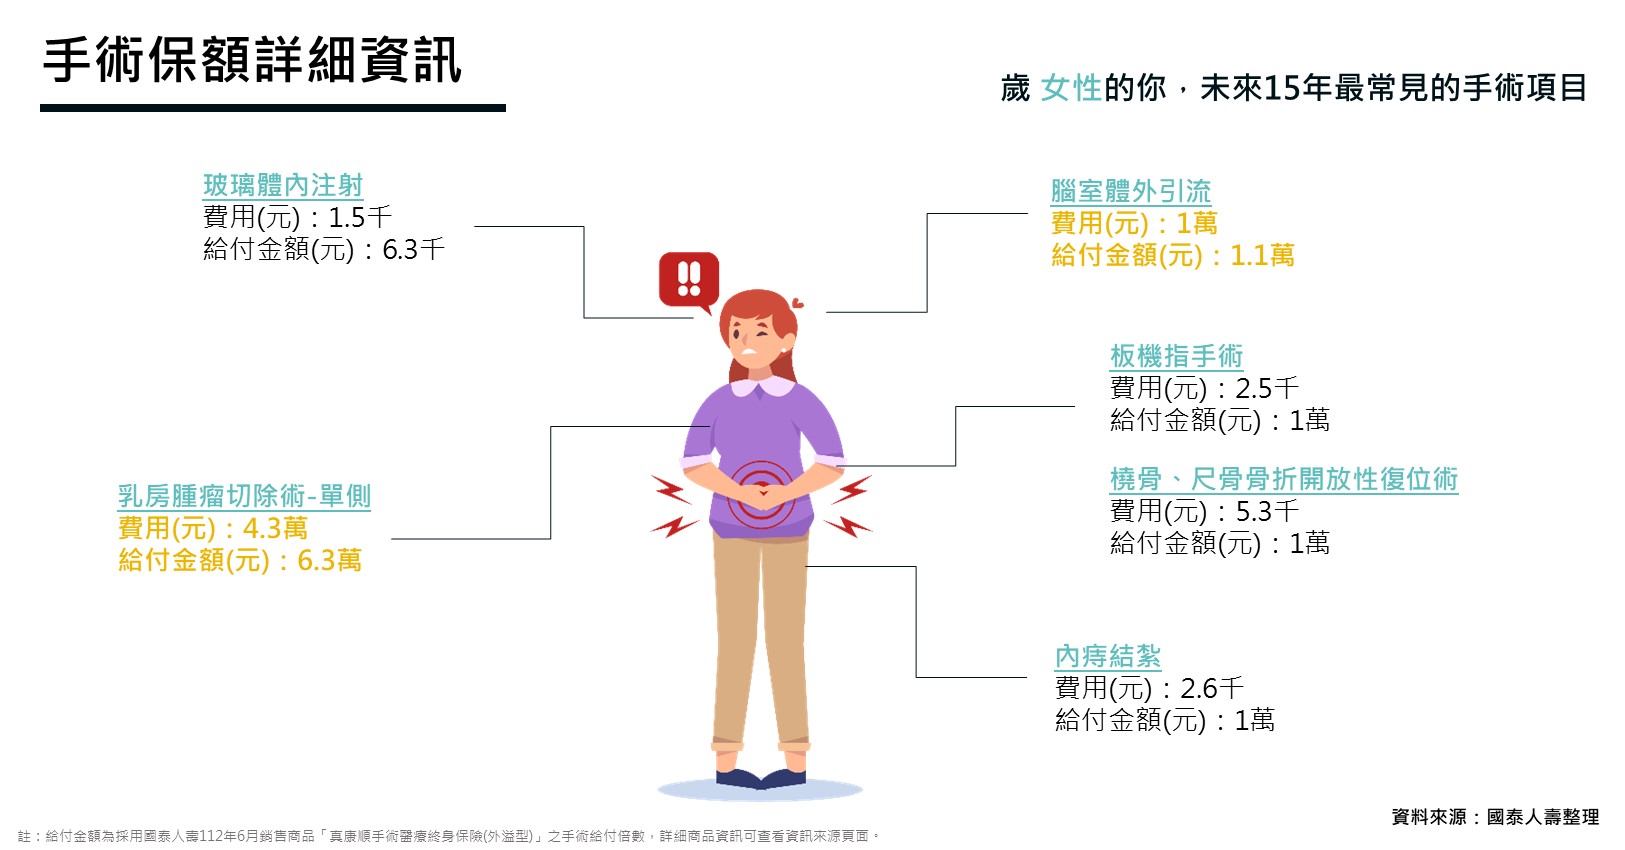 手術保額詳細資訊
歲 女性的你，未來15年最常見的手術項目
玻璃體內注射
費用(元)：1.5千
給付金額(元)：6.3千
腦室體外引流
費用(元)：1萬
給付金額(元)：1.1萬
板機指手術
費用(元)：2.5千
給付金額(元)：1萬
乳房腫瘤切除術-單側
費用(元)：4.3萬
給付金額(元)：6.3萬
橈骨、尺骨骨折開放性復位術
費用(元)：5.3千
給付金額(元)：1萬
內痔結紮
費用(元)：2.6千
給付金額(元)：1萬
資料來源：國泰人壽整理
註：給付金額為採用國泰人壽112年6月銷售商品「真康順手術醫療終身保險(外溢型)」之手術給付倍數，詳細商品資訊可查看資訊來源頁面。